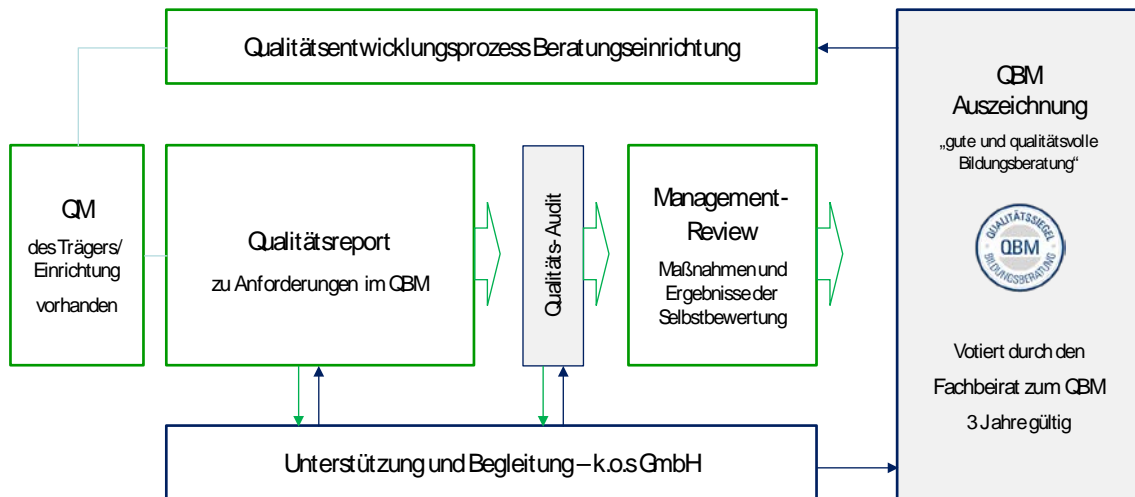 Qualitätsentwicklungsprozess Beratungseinrichtung
QM
des Trägers/
Einrichtung
vorhanden
Qualitätsreport
zu Anforderungen im QBM
Qualitäts- Audit
Management-
Review
Maßnahmen und
Ergebnisse der
Selbstbewertung
QBM
Auszeichnung
„gute und qualitätsvolle
Bildungsberatung“
QUALITÄTSSIEGEL
QBM
BILDUNGSBERATUNG
Votiert durch den
Fachbeirat zum QBM
3 Jahre gültig
Unterstützung und Begleitung – k.o.s GmbH